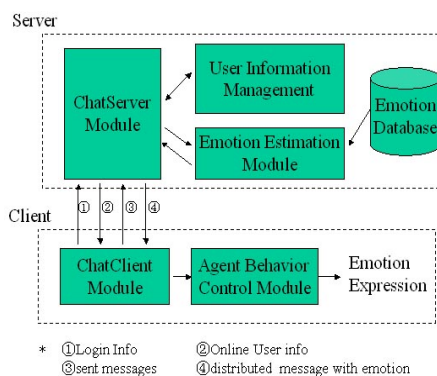 Server
ChatServer
Module
User Information
Management
Emotion Estimation
Module
Emotion
Database
① ② ③ ④
Client
ChatClient
Module
Agent Behavior
Control Module
Emotion
Expression
* ①Login Info ②Online User info
③sent messages ④distributed message with emotion